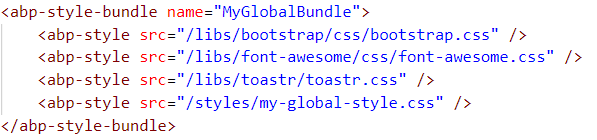 <abp-style-bundle name="MyGlobalBundle">
    <abp-style src="/libs/bootstrap/css/bootstrap.css" />
    <abp-style src="/libs/font-awesome/css/font-awesome.css" />
    <abp-style src="/libs/toastr/toastr.css" />
    <abp-style src="/styles/my-global-style.css" />
</abp-style-bundle>